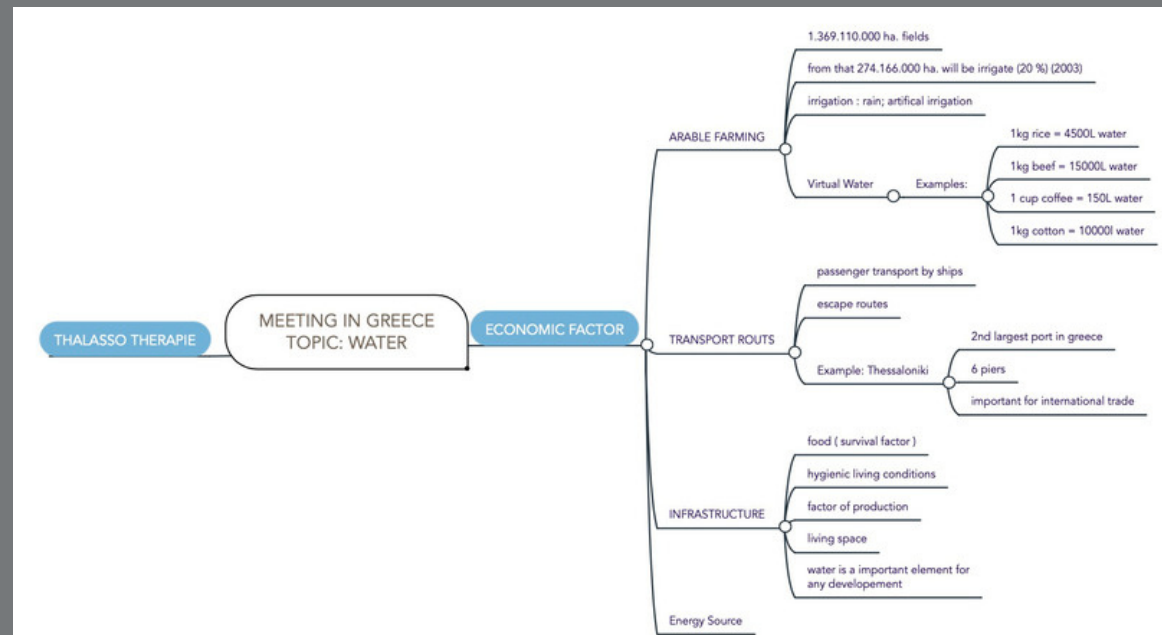 THALASSO THERAPIE
MEETING IN GREECE
TOPIC: WATER
ECONOMIC FACTOR
ARABLE FARMING
1.369.110.000 ha. fields
from that 274.166.000 ha. will be irrigate (20 %) (2003)
irrigation : rain; artifical irrigation
Virtual Water
Examples:
1kg rice = 4500L water
1kg beef = 15000L water
1 cup coffee = 150L water
1kg cotton = 10000l water
TRANSPORT ROUTS
passenger transport by ships
escape routes
Example: Thessaloniki
2nd largest port in greece
6 piers
important for international trade
INFRASTRUCTURE
food ( survival factor )
hygienic living conditions
factor of production
living space
water is a important element for
any developement
Energy Source